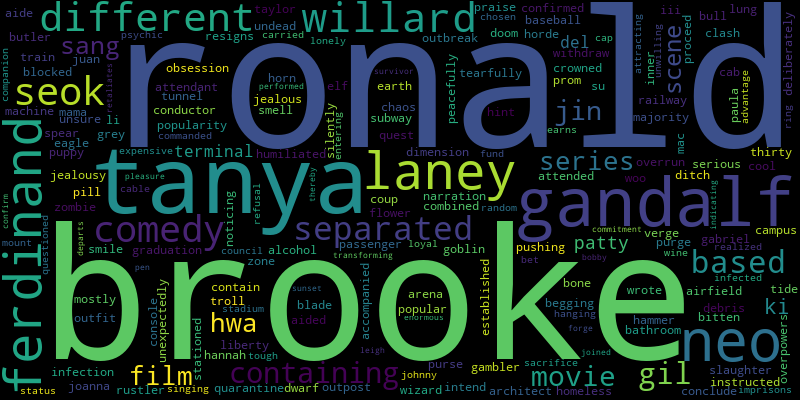 aide different willard taylor praise confirmed iii bull lung
butler psychic undead resigns carried lonely outbreak chosen baseball doom horde del scene clash proceed
sang ronald
companion train juan obsession elf crowned prom inner attracting unwilling cab deliberately
blocked attendant horn performed survivor earth tearfully peacefully withdraw cap
seok tunnel jealous smell chaos su paula advantage ring
machine mama conductor silently hint jin earns railway
unsure li popularity commanded subway quest majority mac
spear grey entering
eagle terminal humiliated dimension fund series overrun thirty
puppy expensive tanya laney attended serious cool
jealousy pill cable pleasure thereby coup combined random woo ditch
zombie noticing refusal flower narration gandalf indicating
ferdinand comedy separated commitment verge gabriel campus
confirm graduation passenger loyal pushing patty purge realized
mount questioned departs smile council alcohol goblin bet bobby wine
transforming zone based
pen contain sunset bone infected
mostly troll stadium blade arena established wrote airfield tide
outfit console unexpectedly aided accompanied popular enormous begging debris ki
hwa brooke hanging hammer bitten neo
liberty forge bathroom
hannah tough leigh joined overpowers
infection film stationed containing purse movie gil slaughter
joanna quarantine johnny gambler sacrifice instructed
status rustler singing dwarf outpost wizard intend architect homeless conclude imprisons